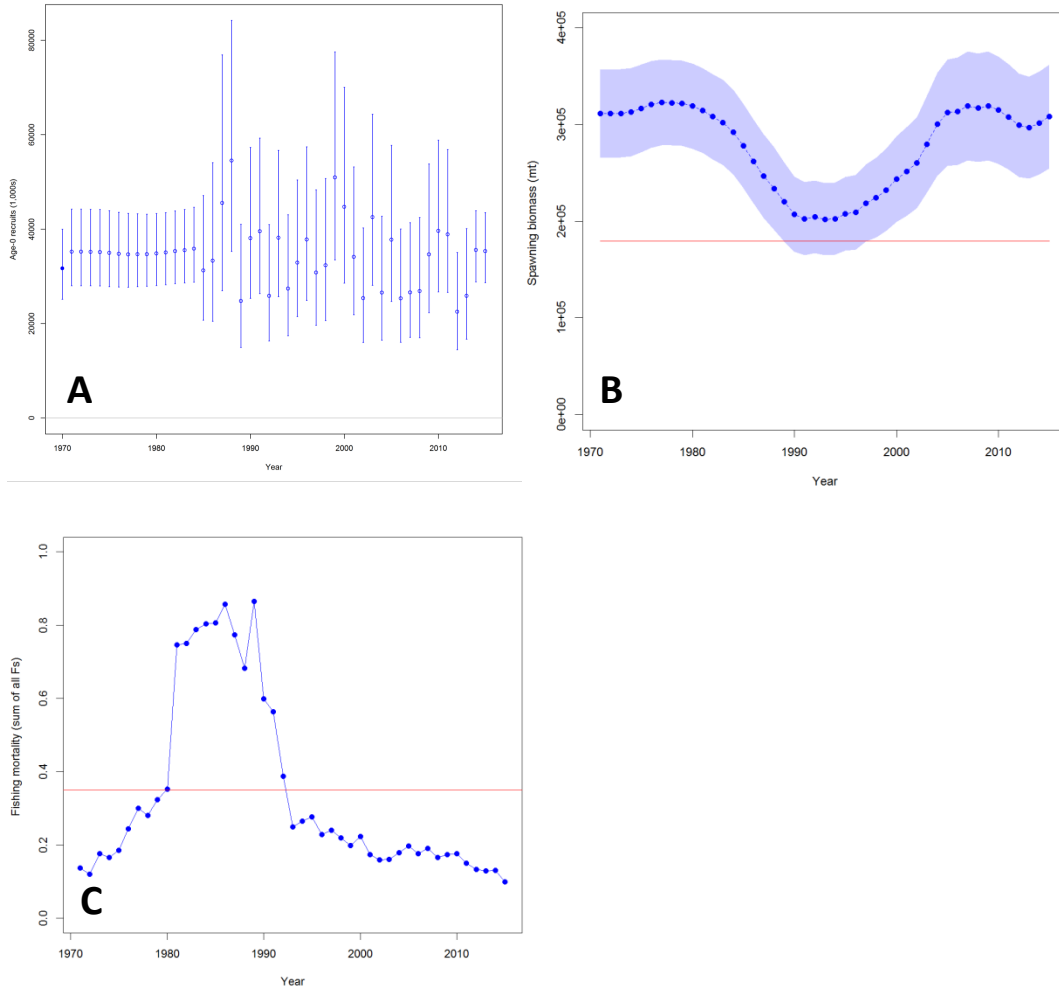 Age-0 recruits (1,000s)
80000
60000
40000
20000
0
A
1970
1980
1990
2000
2010
Year
Spawning biomass (mt)
4e+05
3e+05
2e+05
1e+05
0e+00
B
1970
1980
1990
2000
2010
Year
Fishing mortality (sum of all Fs)
1.0
0.8
0.6
0.4
0.2
0.0
C
1970
1980
1990
2000
2010
Year